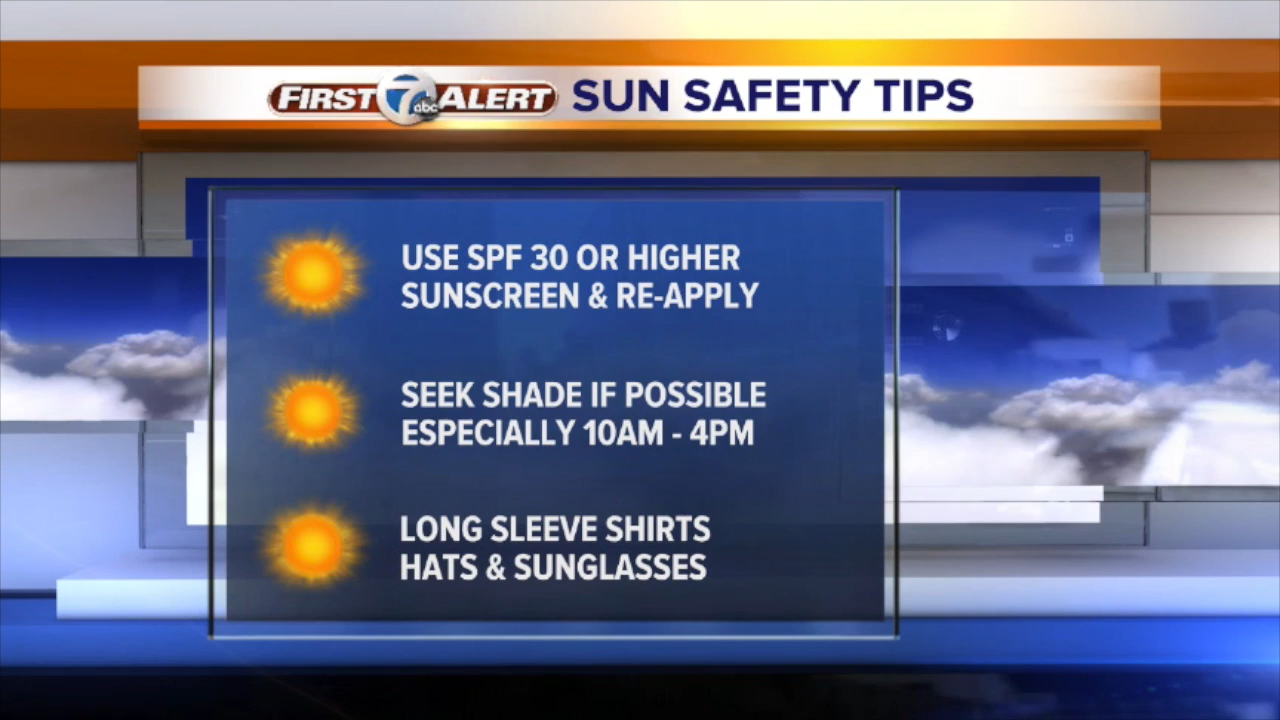 FIRST 7 abc ALERT SUN SAFETY TIPS
USE SPF 30 OR HIGHER
SUNSCREEN & RE-APPLY
SEEK SHADE IF POSSIBLE
ESPECIALLY 10AM - 4PM
LONG SLEEVE SHIRTS
HATS & SUNGLASSES